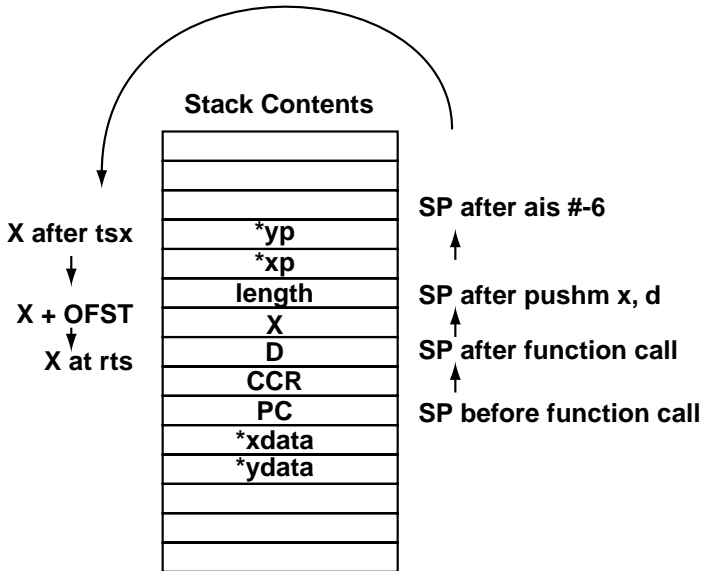 Stack Contents
*yp
*xp
length
X
D
CCR
PC
*xdata
*ydata
X after tsx
X + OFST
X at rts
SP after ais #-6
SP after pushm x, d
SP after function call
SP before function call